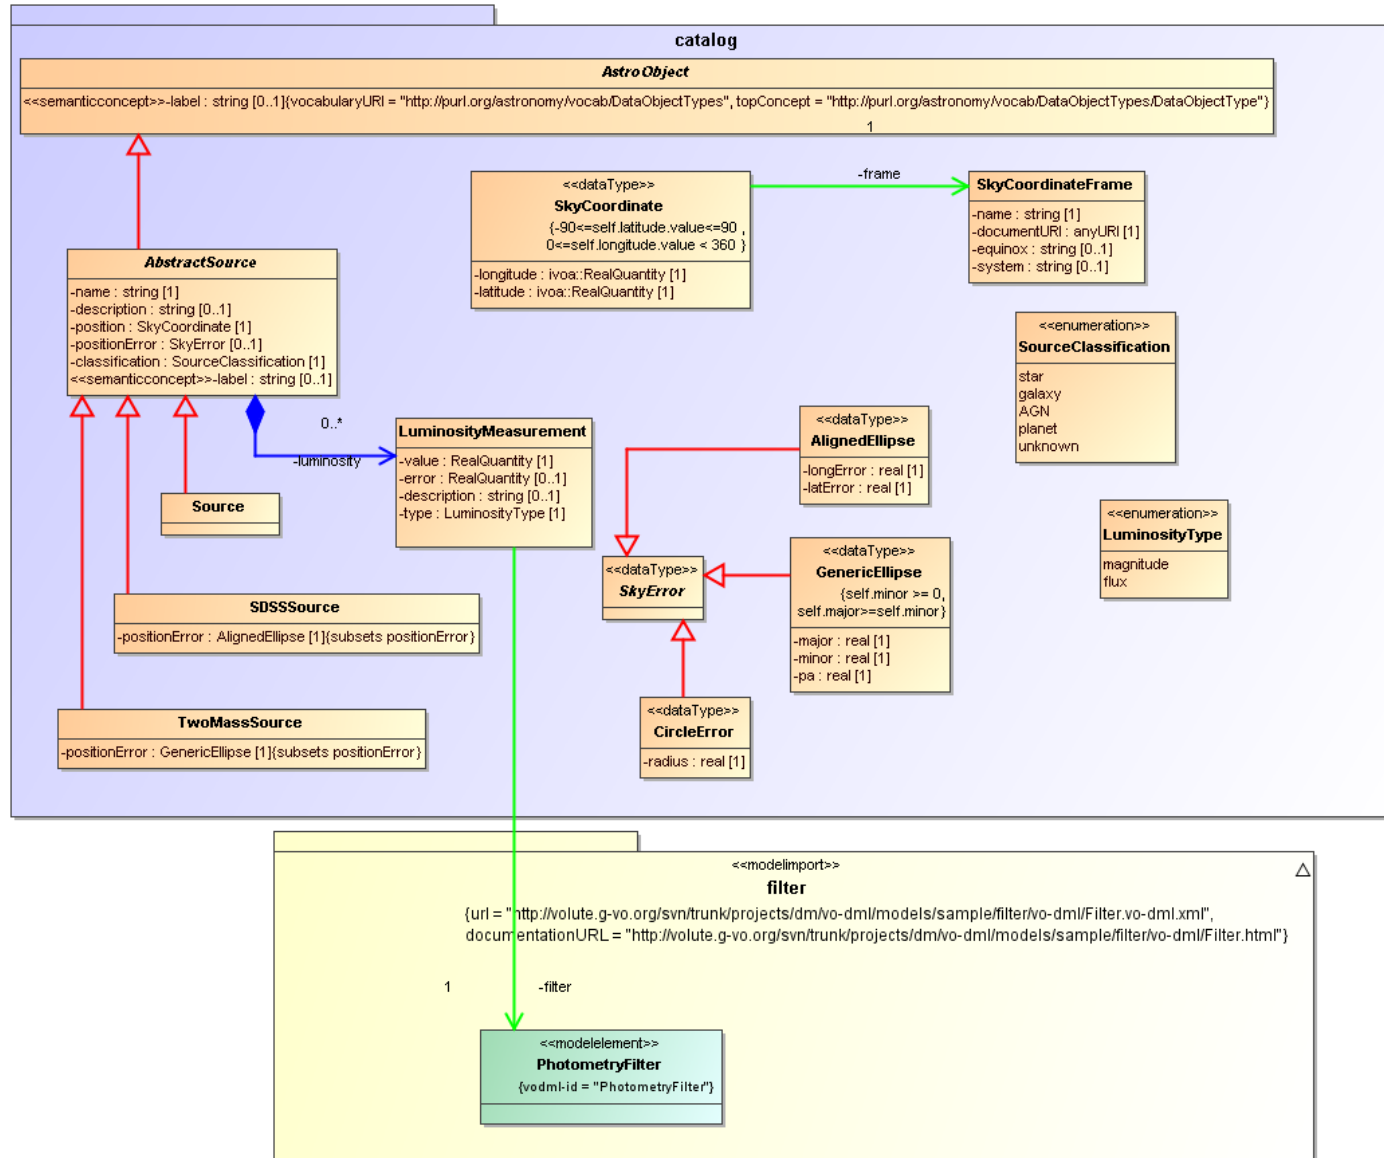 catalog
AstroObject
<<semanticconcept>>-label : string [0..1]{vocabularyURI = "http://purl.org/astronomy/vocab/DataObjectTypes", topConcept = "http://purl.org/astronomy/vocab/DataObjectTypes/DataObjectType"}
1
<<dataType>>
SkyCoordinate
{-90<=self.latitude.value<=90 ,
0<=self.longitude.value < 360 }
-longitude : ivoa::RealQuantity [1]
-latitude : ivoa::RealQuantity [1]
-frame
SkyCoordinateFrame
-name : string [1]
-documentURI : anyURI [1]
-equinox : string [0..1]
-system : string [0..1]
AbstractSource
-name : string [1]
-description : string [0..1]
-position : SkyCoordinate [1]
-positionError : SkyError [0..1]
-classification : SourceClassification [1]
<<semanticconcept>>-label : string [0..1]
<<enumeration>>
SourceClassification
star
galaxy
AGN
planet
unknown
0..*
-luminosity
LuminosityMeasurement
-value : RealQuantity [1]
-error : RealQuantity [0..1]
-description : string [0..1]
-type : LuminosityType [1]
<<dataType>>
AlignedEllipse
-longError : real [1]
-latError : real [1]
Source
<<enumeration>>
LuminosityType
magnitude
flux
<<dataType>>
SkyError
<<dataType>>
GenericEllipse
{self.minor >= 0,
self.major>=self.minor}
-major : real [1]
-minor : real [1]
-pa : real [1]
SDSSSource
-positionError : AlignedEllipse [1]{subsets positionError}
TwoMassSource
-positionError : GenericEllipse [1]{subsets positionError}
<<dataType>>
CircleError
-radius : real [1]
<<modelimport>>
filter
{url = "http://volute.g-vo.org/svn/trunk/projects/dm/vo-dml/models/sample/filter/vo-dml/Filter.vo-dml.xml",
documentationURL = "http://volute.g-vo.org/svn/trunk/projects/dm/vo-dml/models/sample/filter/vo-dml/Filter.html"}
1
-filter
<<modelelement>>
PhotometryFilter
{vodml-id = "PhotometryFilter"}